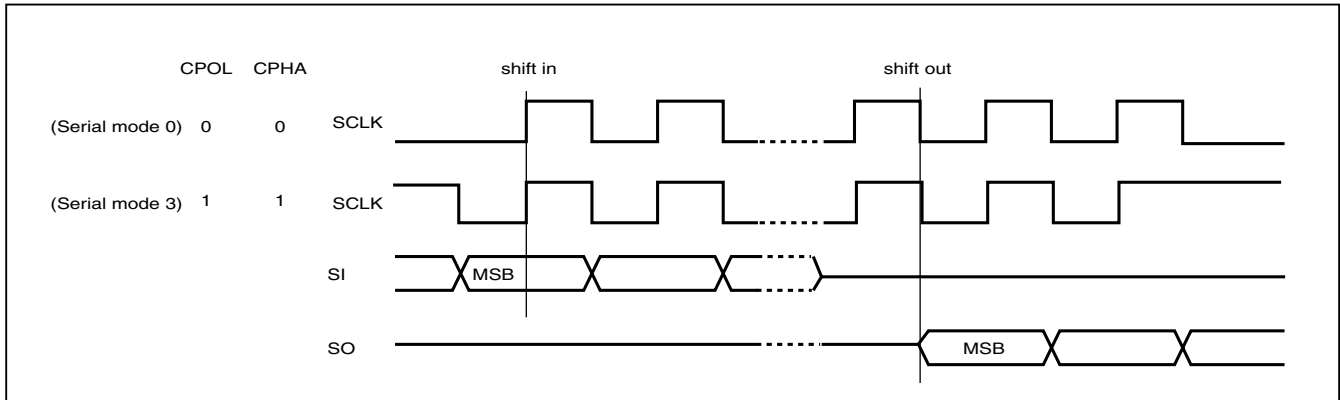 CPOL CPHA shift in shift out
(Serial mode 0) 0 0 SCLK
(Serial mode 3) 1 1 SCLK
SI MSB
SO MSB